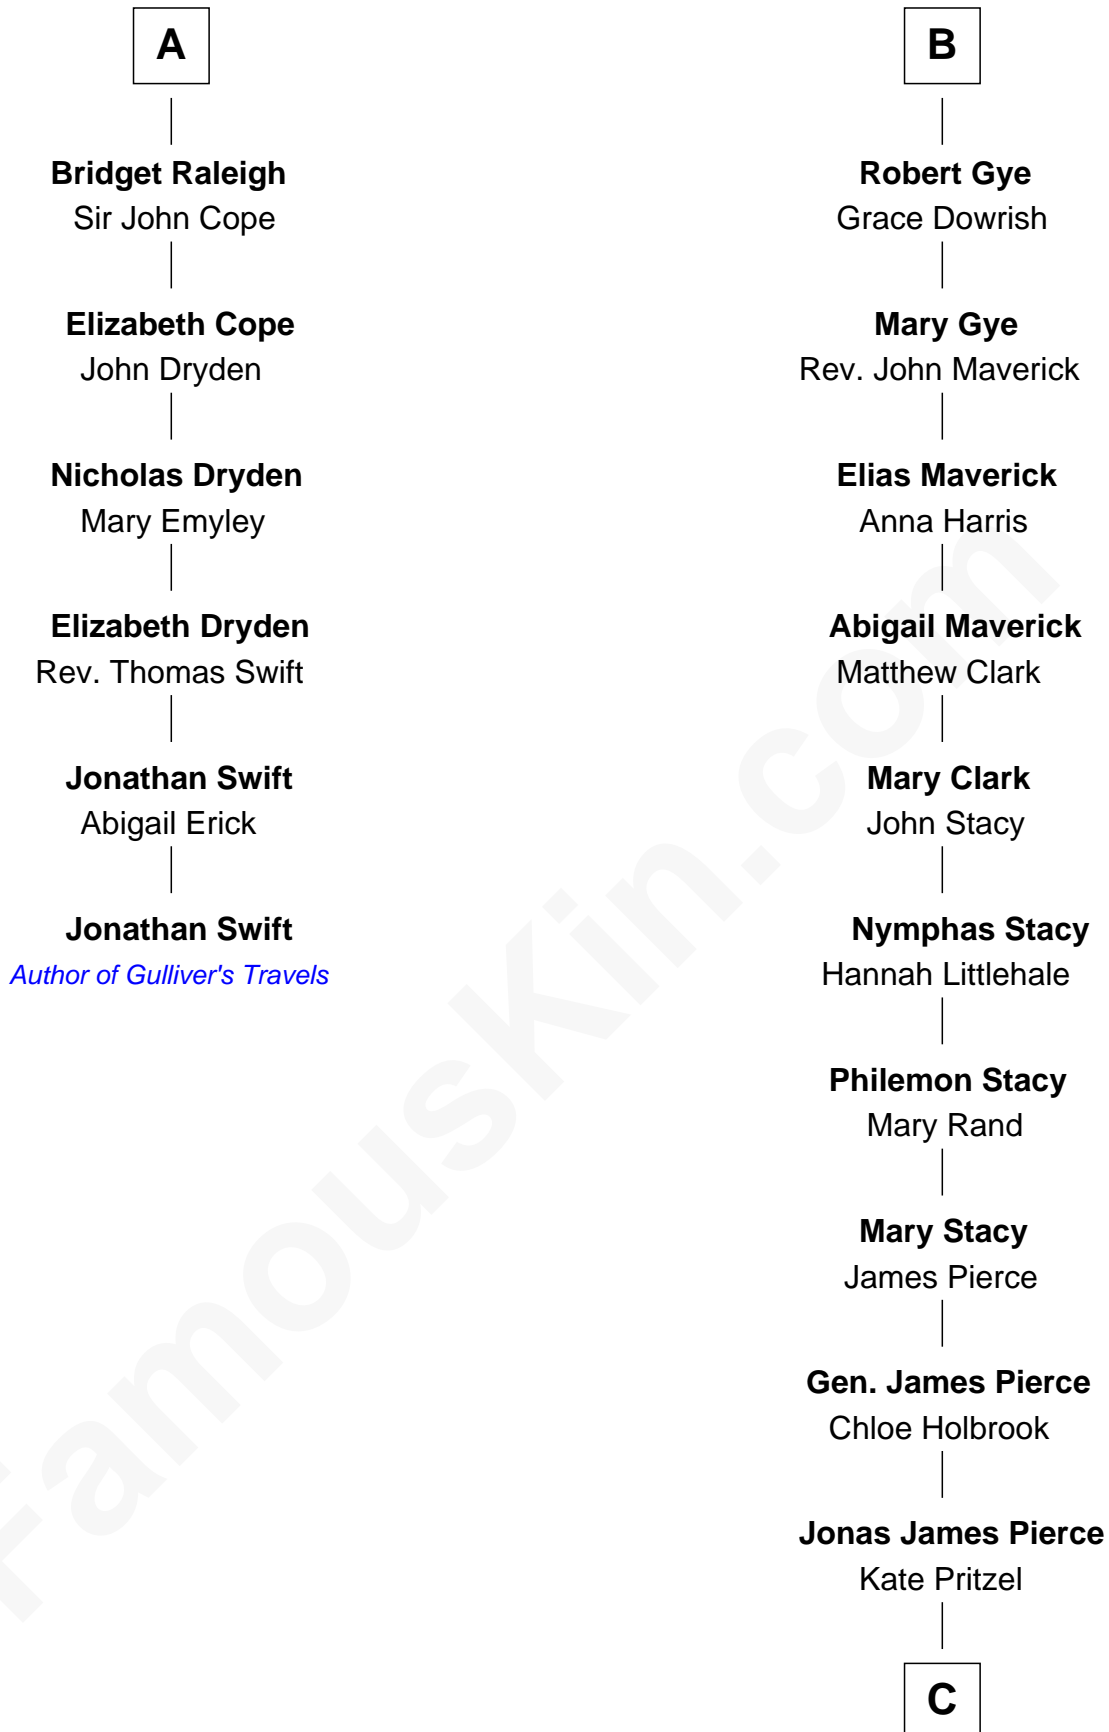 A
Bridget Raleigh
Sir John Cope
Elizabeth Cope
John Dryden
Nicholas Dryden
Mary Emyley
Elizabeth Dryden
Rev. Thomas Swift
Jonathan Swift
Abigail Erick
Jonathan Swift
Author of Gulliver's Travels
B
Robert Gye
Grace Dowrish
Mary Gye
Rev. John Maverick
Elias Maverick
Anna Harris
Abigail Maverick
Matthew Clark
Mary Clark
John Stacy
Nymphas Stacy
Hannah Littlehale
Philemon Stacy
Mary Rand
Mary Stacy
James Pierce
Gen. James Pierce
Chloe Holbrook
Jonas James Pierce
Kate Pritzel
C
FamousKin.com